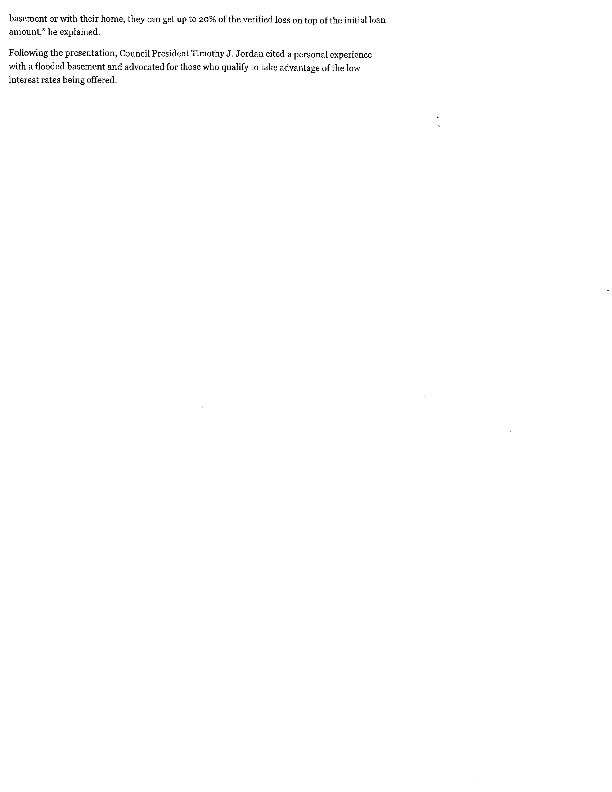 basement or with their home, they can get up to 20% of the verified loss on top of the initial loan
amount," he explained.
Following the presentation, Council President Timothy J. Jordan cited a personal experience
with a flooded basement and advocated for those who qualify to take advantage of the low
interest rates being offered.